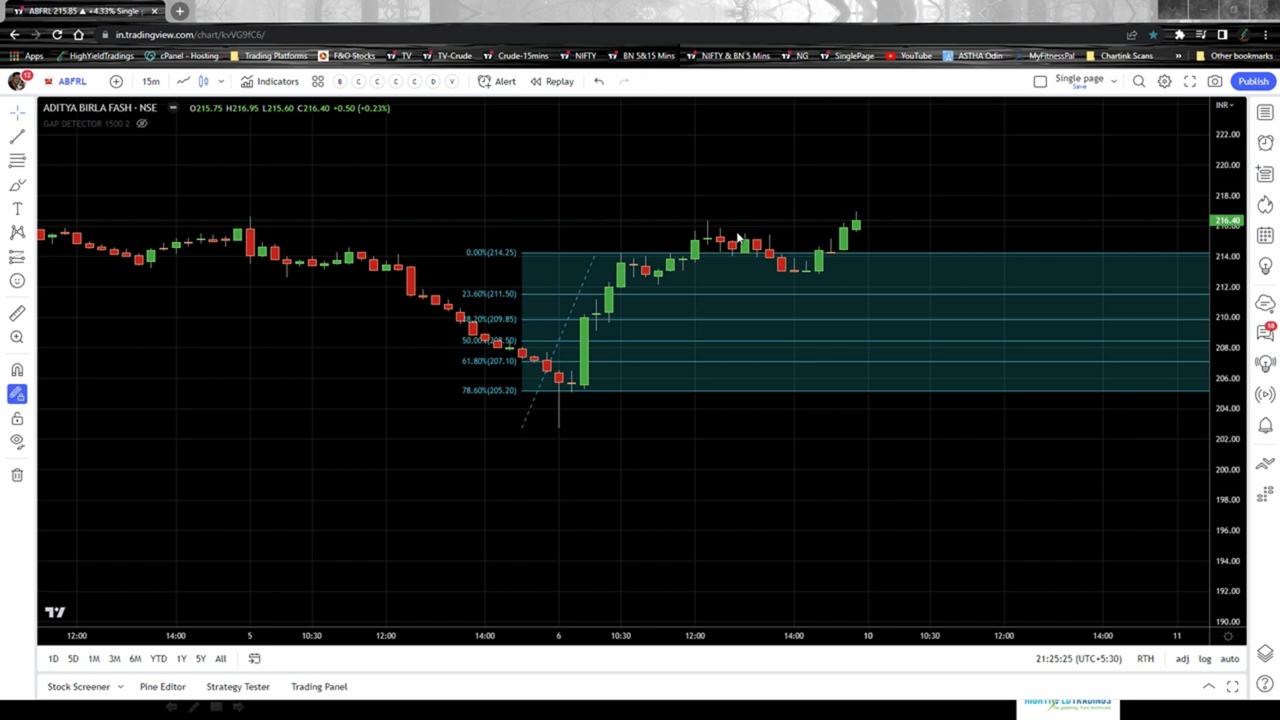 ABFRL 215.85 ▲ +4.33% Single
in.tradingview.com/chart/kvVG9fC6/
Apps HighYieldTradings cPanel - Hosting Trading Platforms F&O Stocks TV TV-Crude Crude-15mins NIFTY BN 5&15 Mins NIFTY & BN 5 Mins NG SinglePage YouTube ASTHA Odin MyFitnessPal Chartink Scans » Other bookmarks
12 ABFRL 15m Indicators B C C C C D V Alert Replay Single page Publish
Save
ADITYA BIRLA FASH · NSE O215.75 H216.95 L215.60 C216.40 +0.50 (+0.23%) INR
GAP DETECTOR 1500 2
222.00
220.00
218.00
216.40
216.00
0.00%(214.25) 214.00
23.60%(211.50) 212.00
38.20%(209.85) 210.00
18
208.00
61.80%(207.10)
206.00
78.60%(205.20)
204.00
202.00
200.00
198.00
196.00
194.00
192.00
190.00
12:00 14:00 5 10:30 12:00 14:00 6 10:30 12:00 14:00 10 10:30 12:00 14:00 11
1D 5D 1M 3M 6M YTD 1Y 5Y All 21:25:25 (UTC+5:30) RTH adj log auto
Stock Screener Pine Editor Strategy Tester Trading Panel